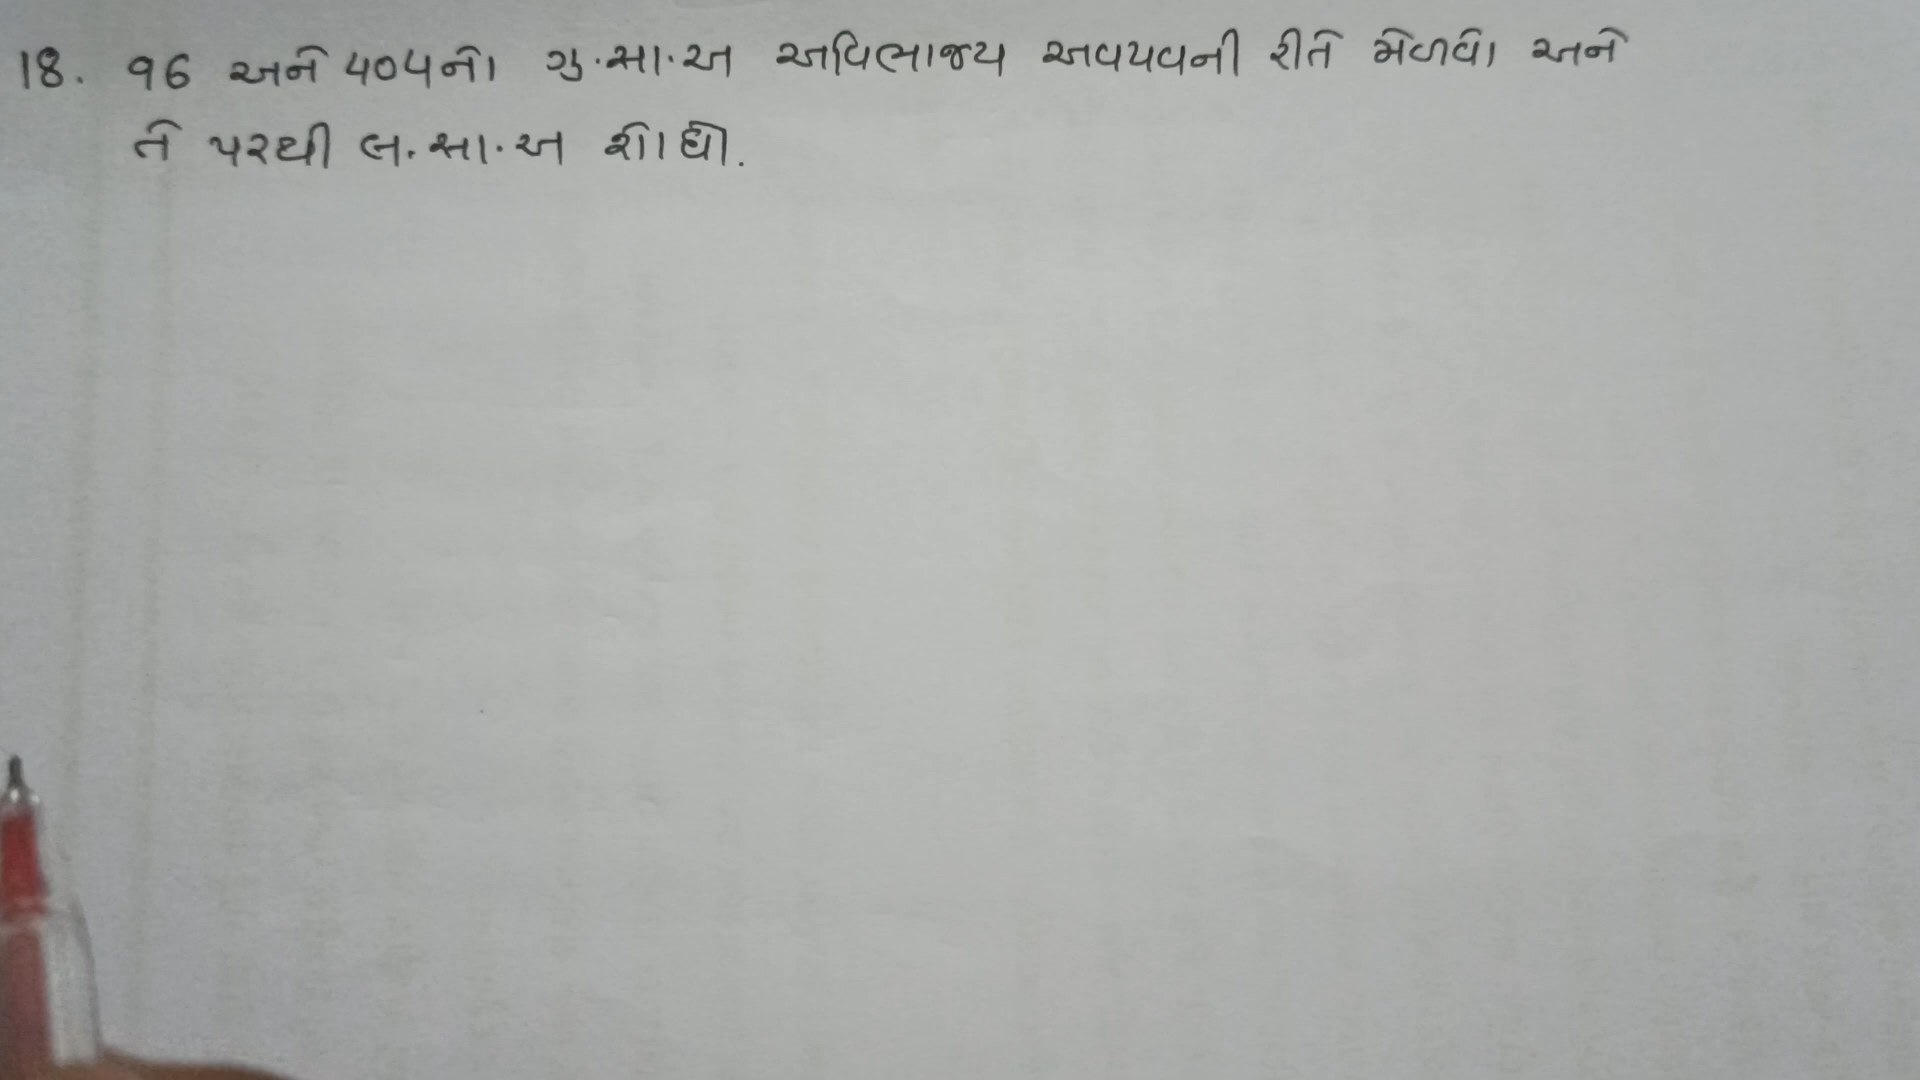 18. 96 અને 404નો ગુ.સા.અ અવિભાજ્ય અવયવની રીતે મેળવો અને
તે પરથી લ.સા.અ શોધો.